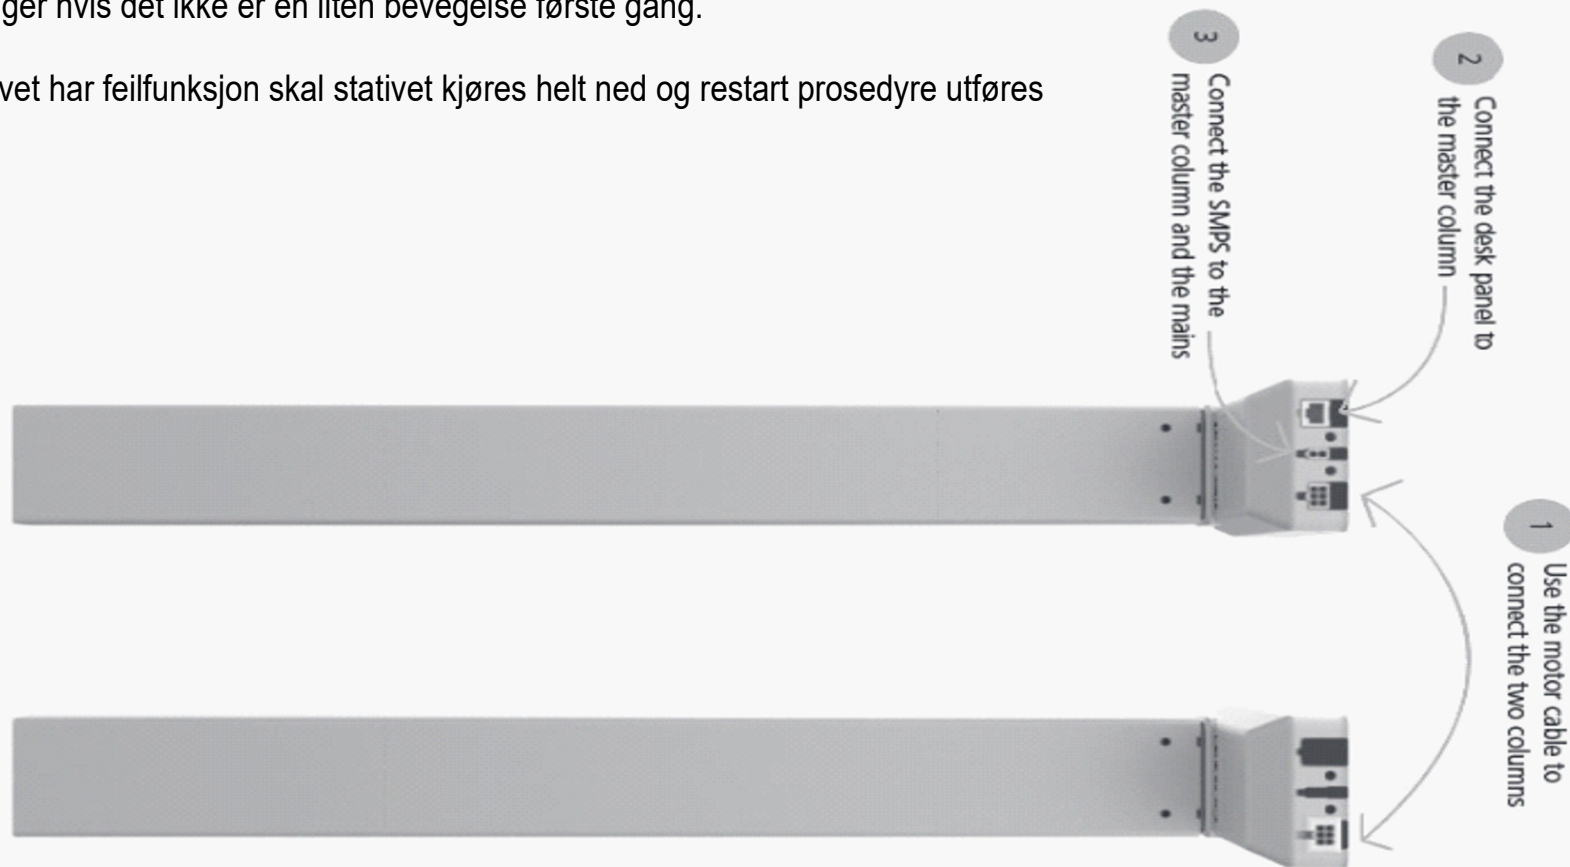 ger hvis det ikke er en liten bevegelse første gang.
vet har feilfunksjon skal stativet kjøres helt ned og restart prosedyre utføres
1
Use the motor cable to
connect the two columns
2
Connect the desk panel to
the master column
3
Connect the SMPS to the
master column and the mains